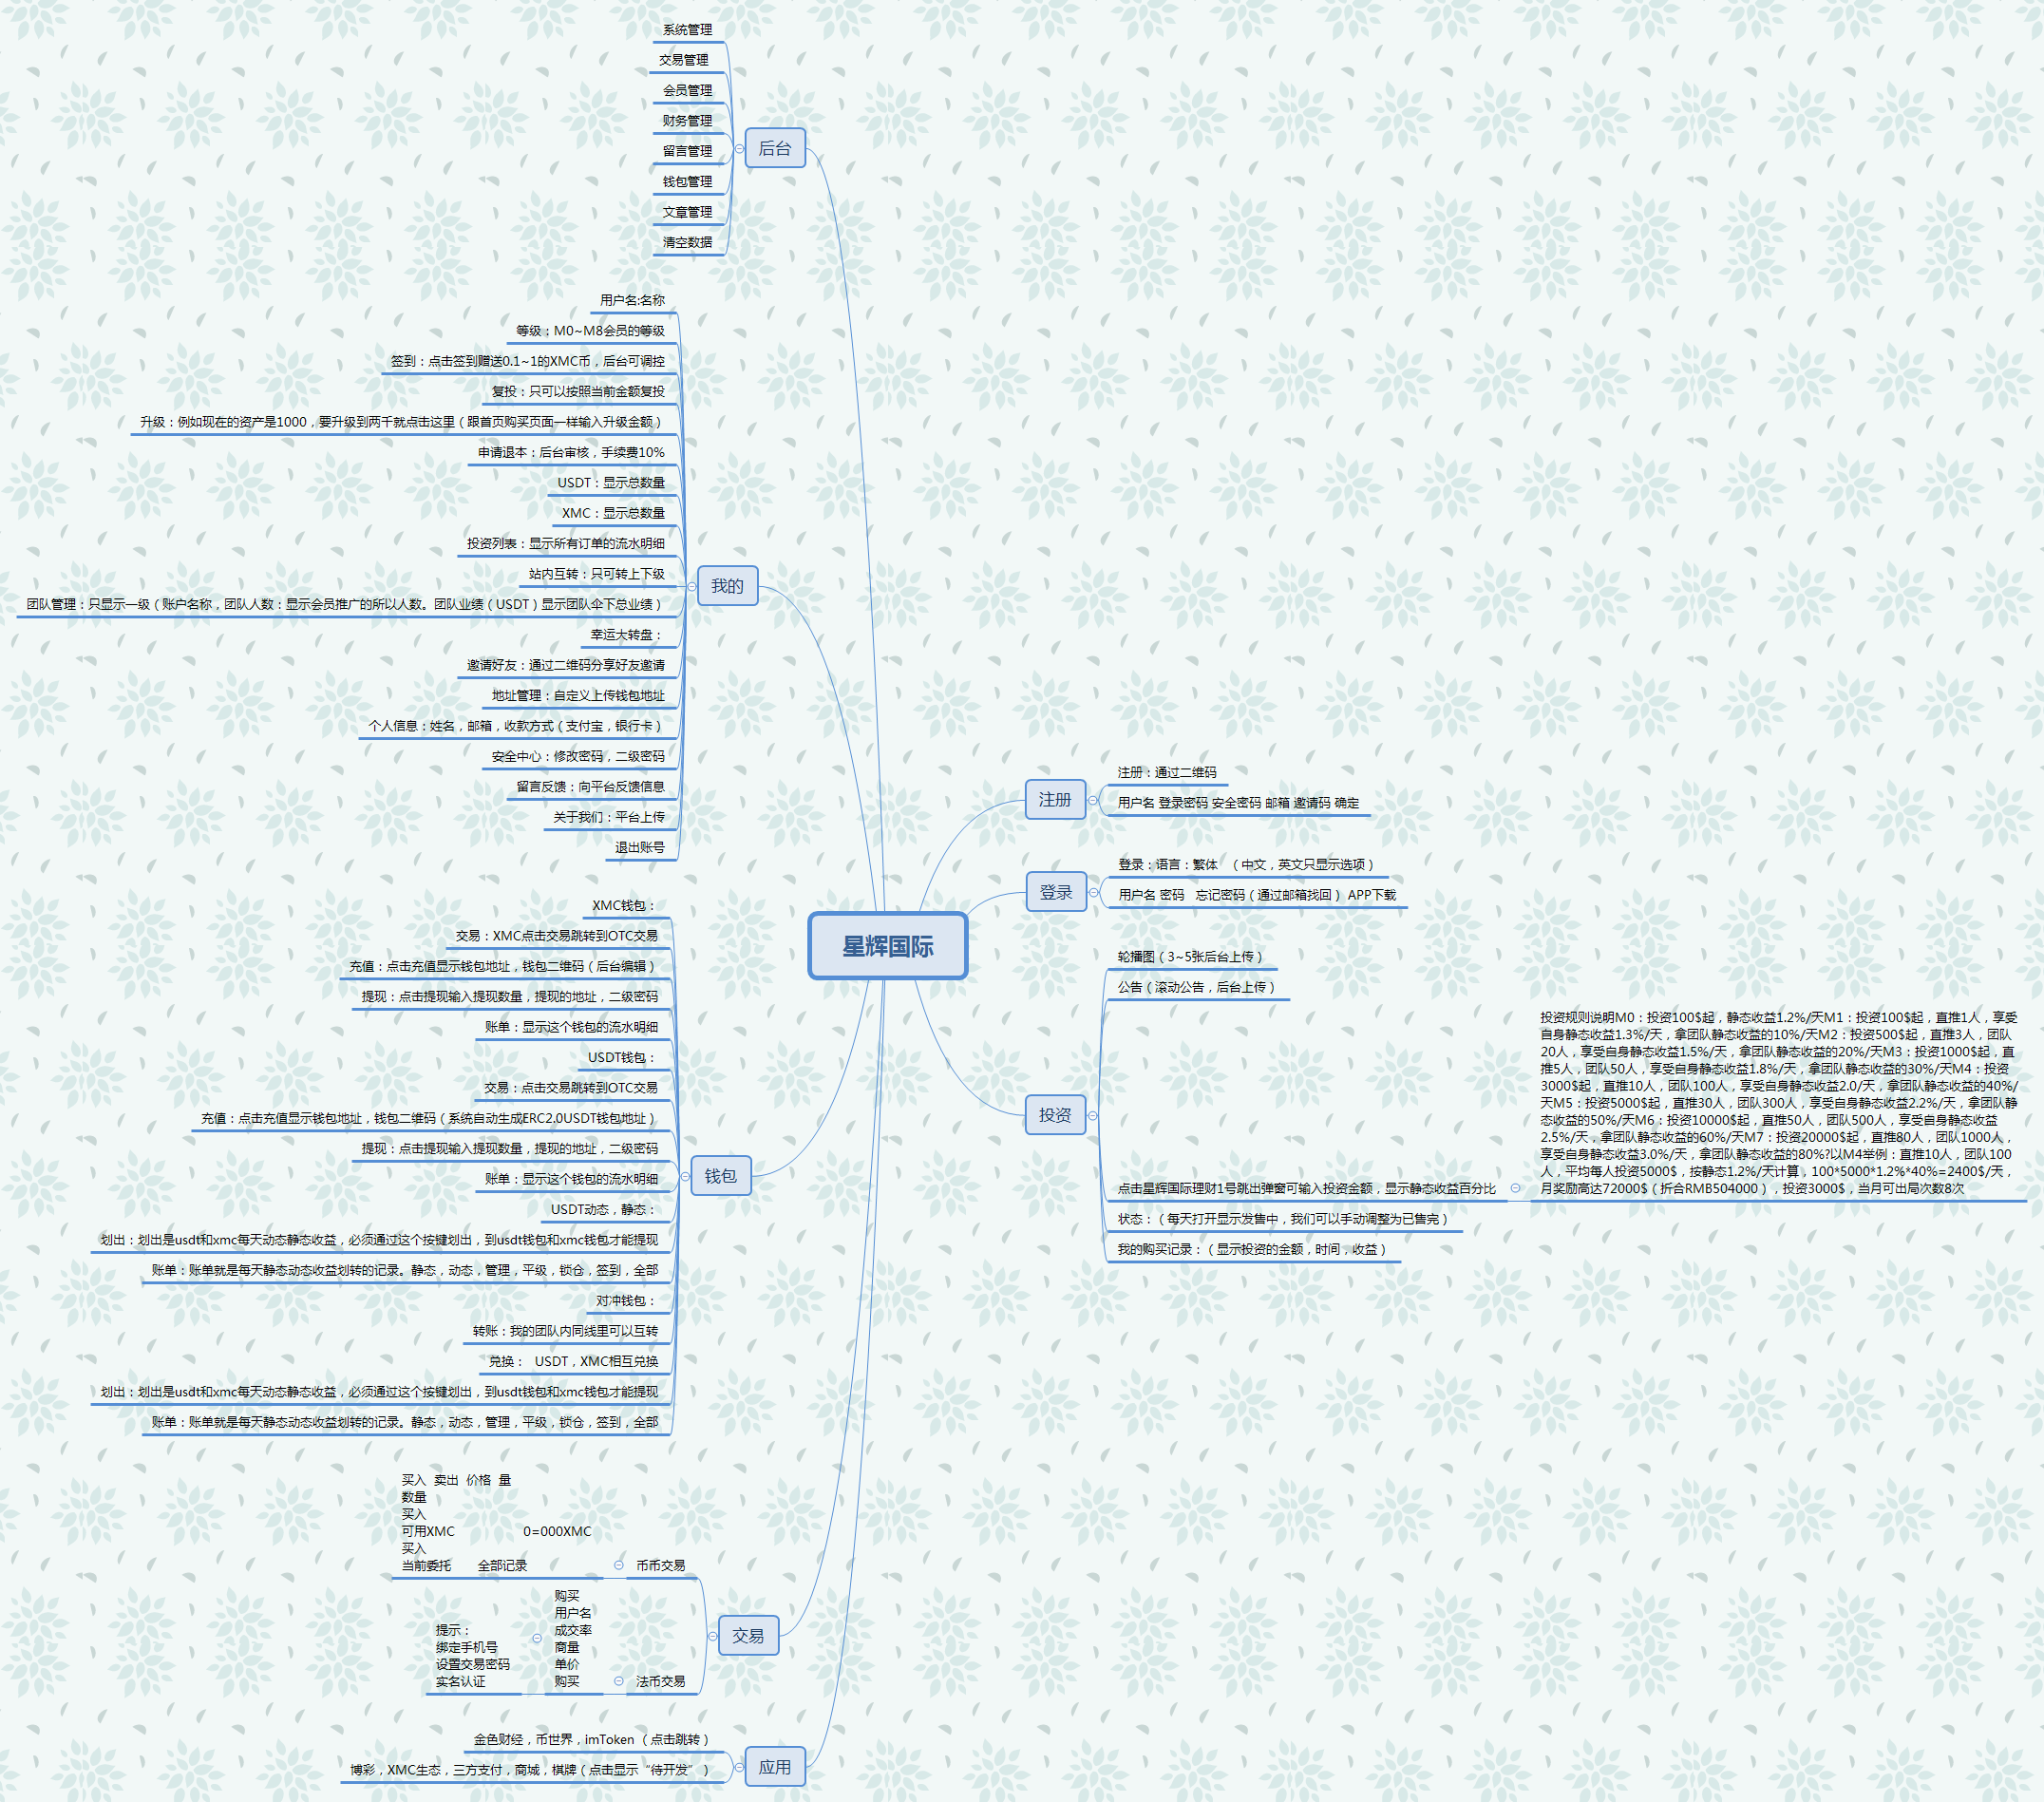 系统管理
交易管理
会员管理
财务管理
留言管理
钱包管理
文章管理
清空数据
后台
用户名:名称
等级：M0~M8会员的等级
签到：点击签到赠送0.1~1的XMC币，后台可调控
复投：只可以按照当前金额复投
升级：例如现在的资产是1000，要升级到两千就点击这里（跟首页购买页面一样输入升级金额）
申请退本：后台审核，手续费10%
USDT：显示总数量
XMC：显示总数量
投资列表：显示所有订单的流水明细
站内互转：只可转上下级
团队管理：只显示一级（账户名称，团队人数：显示会员推广的所以人数。团队业绩（USDT）显示团队伞下总业绩）
幸运大转盘：
邀请好友：通过二维码分享好友邀请
地址管理：自定义上传钱包地址
个人信息：姓名，邮箱，收款方式（支付宝，银行卡）
安全中心：修改密码，二级密码
留言反馈：向平台反馈信息
关于我们：平台上传
退出账号
我的
XMC钱包：
交易：XMC点击交易跳转到OTC交易
充值：点击充值显示钱包地址，钱包二维码（后台编辑）
提现：点击提现输入提现数量，提现的地址，二级密码
账单：显示这个钱包的流水明细
USDT钱包：
交易：点击交易跳转到OTC交易
充值：点击充值显示钱包地址，钱包二维码（系统自动生成ERC2.0USDT钱包地址）
提现：点击提现输入提现数量，提现的地址，二级密码
账单：显示这个钱包的流水明细
USDT动态，静态：
划出：划出是usdt和xmc每天动态静态收益，必须通过这个按键划出，到usdt钱包和xmc钱包才能提现
账单：账单就是每天静态动态收益划转的记录。静态，动态，管理，平级，锁仓，签到，全部
对冲钱包：
转账：我的团队内同线里可以互转
兑换： USDT，XMC相互兑换
划出：划出是usdt和xmc每天动态静态收益，必须通过这个按键划出，到usdt钱包和xmc钱包才能提现
账单：账单就是每天静态动态收益划转的记录。静态，动态，管理，平级，锁仓，签到，全部
钱包
买入 卖出 价格 量
数量
买入
可用XMC 0=000XMC
买入
当前委托 全部记录
币币交易
购买
用户名
成交率
商量
单价
购买
提示：
绑定手机号
设置交易密码
实名认证
法币交易
交易
金色财经，币世界，imToken （点击跳转）
博彩，XMC生态，三方支付，商城，棋牌（点击显示“待开发”）
应用
星辉国际
注册
注册：通过二维码
用户名 登录密码 安全密码 邮箱 邀请码 确定
登录
登录：语言：繁体 （中文，英文只显示选项）
用户名 密码 忘记密码（通过邮箱找回） APP下载
投资
轮播图（3~5张后台上传）
公告（滚动公告，后台上传）
点击星辉国际理财1号跳出弹窗可输入投资金额，显示静态收益百分比
投资规则说明M0：投资100$起，静态收益1.2%/天M1：投资100$起，直推1人，享受
自身静态收益1.3%/天，拿团队静态收益的10%/天M2：投资500$起，直推3人，团队
20人，享受自身静态收益1.5%/天，拿团队静态收益的20%/天M3：投资1000$起，直
推5人，团队50人，享受自身静态收益1.8%/天，拿团队静态收益的30%/天M4：投资
3000$起，直推10人，团队100人，享受自身静态收益2.0/天，拿团队静态收益的40%/
天M5：投资5000$起，直推30人，团队300人，享受自身静态收益2.2%/天，拿团队静
态收益的50%/天M6：投资10000$起，直推50人，团队500人，享受自身静态收益
2.5%/天，拿团队静态收益的60%/天M7：投资20000$起，直推80人，团队1000人，
享受自身静态收益3.0%/天，拿团队静态收益的80%?以M4举例：直推10人，团队100
人，平均每人投资5000$，按静态1.2%/天计算，100*5000*1.2%*40%=2400$/天，
月奖励高达72000$（折合RMB504000），投资3000$，当月可出局次数8次
状态：（每天打开显示发售中，我们可以手动调整为已售完）
我的购买记录：（显示投资的金额，时间，收益）